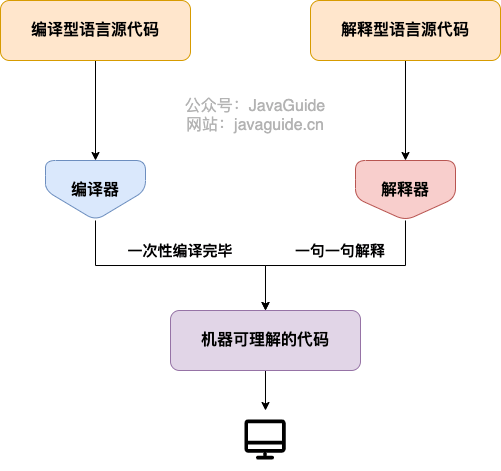 编译型语言源代码
解释型语言源代码
公众号：JavaGuide
网站：javaguide.cn
编译器
解释器
一次性编译完毕
一句一句解释
机器可理解的代码